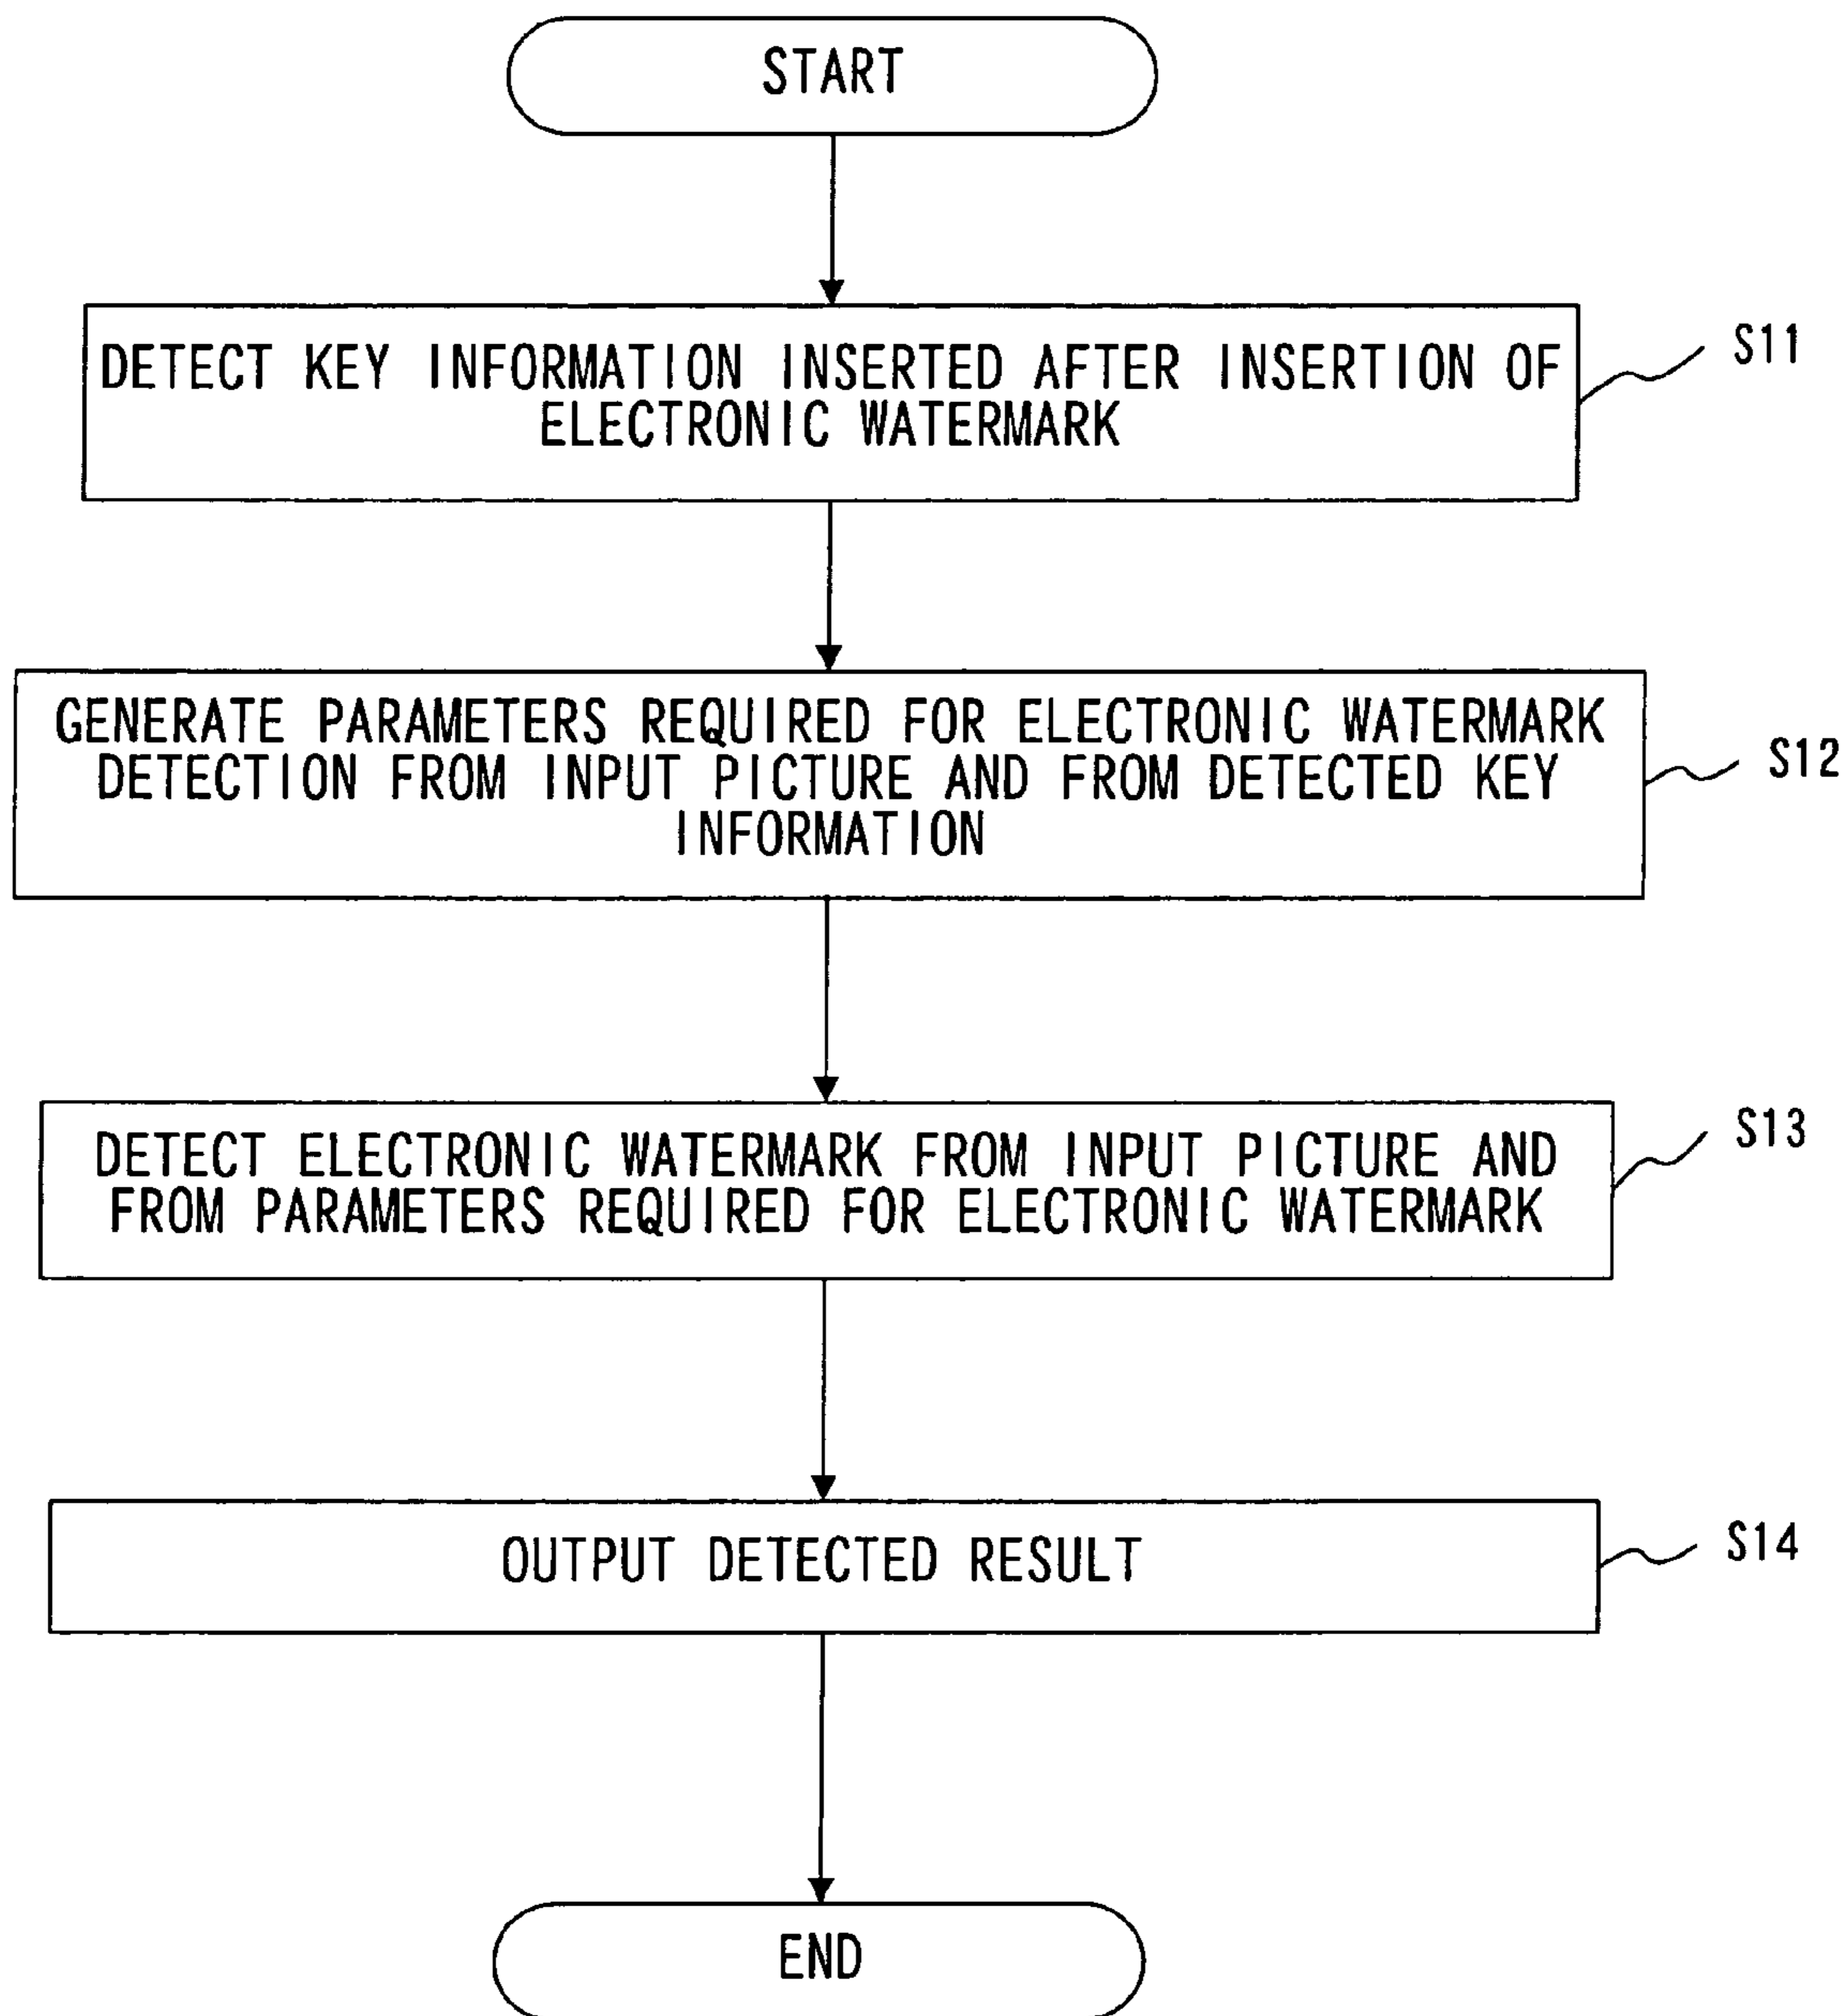 START
DETECT KEY INFORMATION INSERTED AFTER INSERTION OF
ELECTRONIC WATERMARK
S11
GENERATE PARAMETERS REQUIRED FOR ELECTRONIC WATERMARK
DETECTION FROM INPUT PICTURE AND FROM DETECTED KEY
INFORMATION
S12
DETECT ELECTRONIC WATERMARK FROM INPUT PICTURE AND
FROM PARAMETERS REQUIRED FOR ELECTRONIC WATERMARK
S13
OUTPUT DETECTED RESULT
S14
END